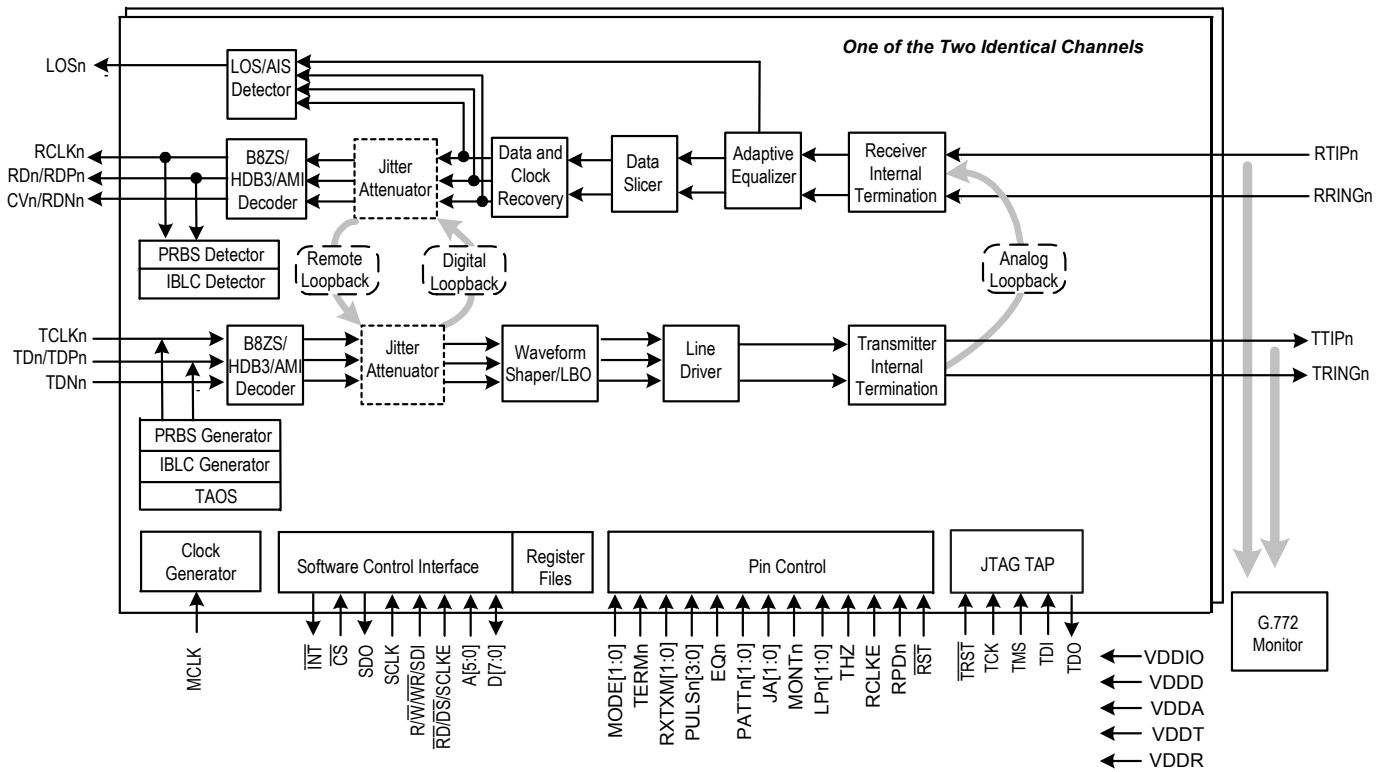 One of the Two Identical Channels
LOSn
LOS/AIS
Detector
RCLKn
RDn/RDPn
CVn/RDNn
B8ZS/
HDB3/AMI
Decoder
Jitter
Attenuator
Data and
Clock
Recovery
Data
Slicer
Adaptive
Equalizer
Receiver
Internal
Termination
RTIPn
RRINGn
PRBS Detector
IBLC Detector
Remote
Loopback
Digital
Loopback
Analog
Loopback
TCLKn
TDn/TDPn
TDNn
B8ZS/
HDB3/AMI
Decoder
Jitter
Attenuator
Waveform
Shaper/LBO
Line
Driver
Transmitter
Internal
Termination
TTIPn
TRINGn
PRBS Generator
IBLC Generator
TAOS
Clock
Generator
Software Control Interface
Register
Files
Pin Control
JTAG TAP
G.772
Monitor
MCLK
INT
CS
SDO
SCLK
R/W/WR/SDI
RD/DS/SCLKE
A[5:0]
D[7:0]
MODE[1:0]
TERMn
RXTXM[1:0]
PULSn[3:0]
EQn
PATTn[1:0]
JA[1:0]
MONTn
LPn[1:0]
THZ
RCLKE
RPDn
RST
TRST
TCK
TMS
TDI
TDO
VDDIO
VDDD
VDDA
VDDT
VDDR